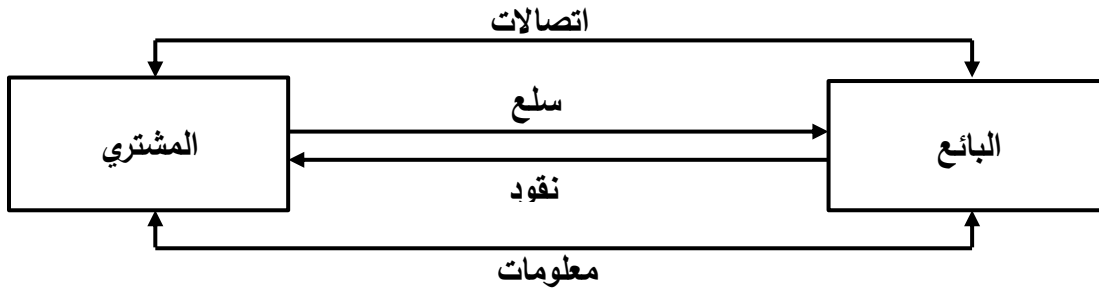 اتصالات
سلع
البائع
المشتري
نقود
معلومات